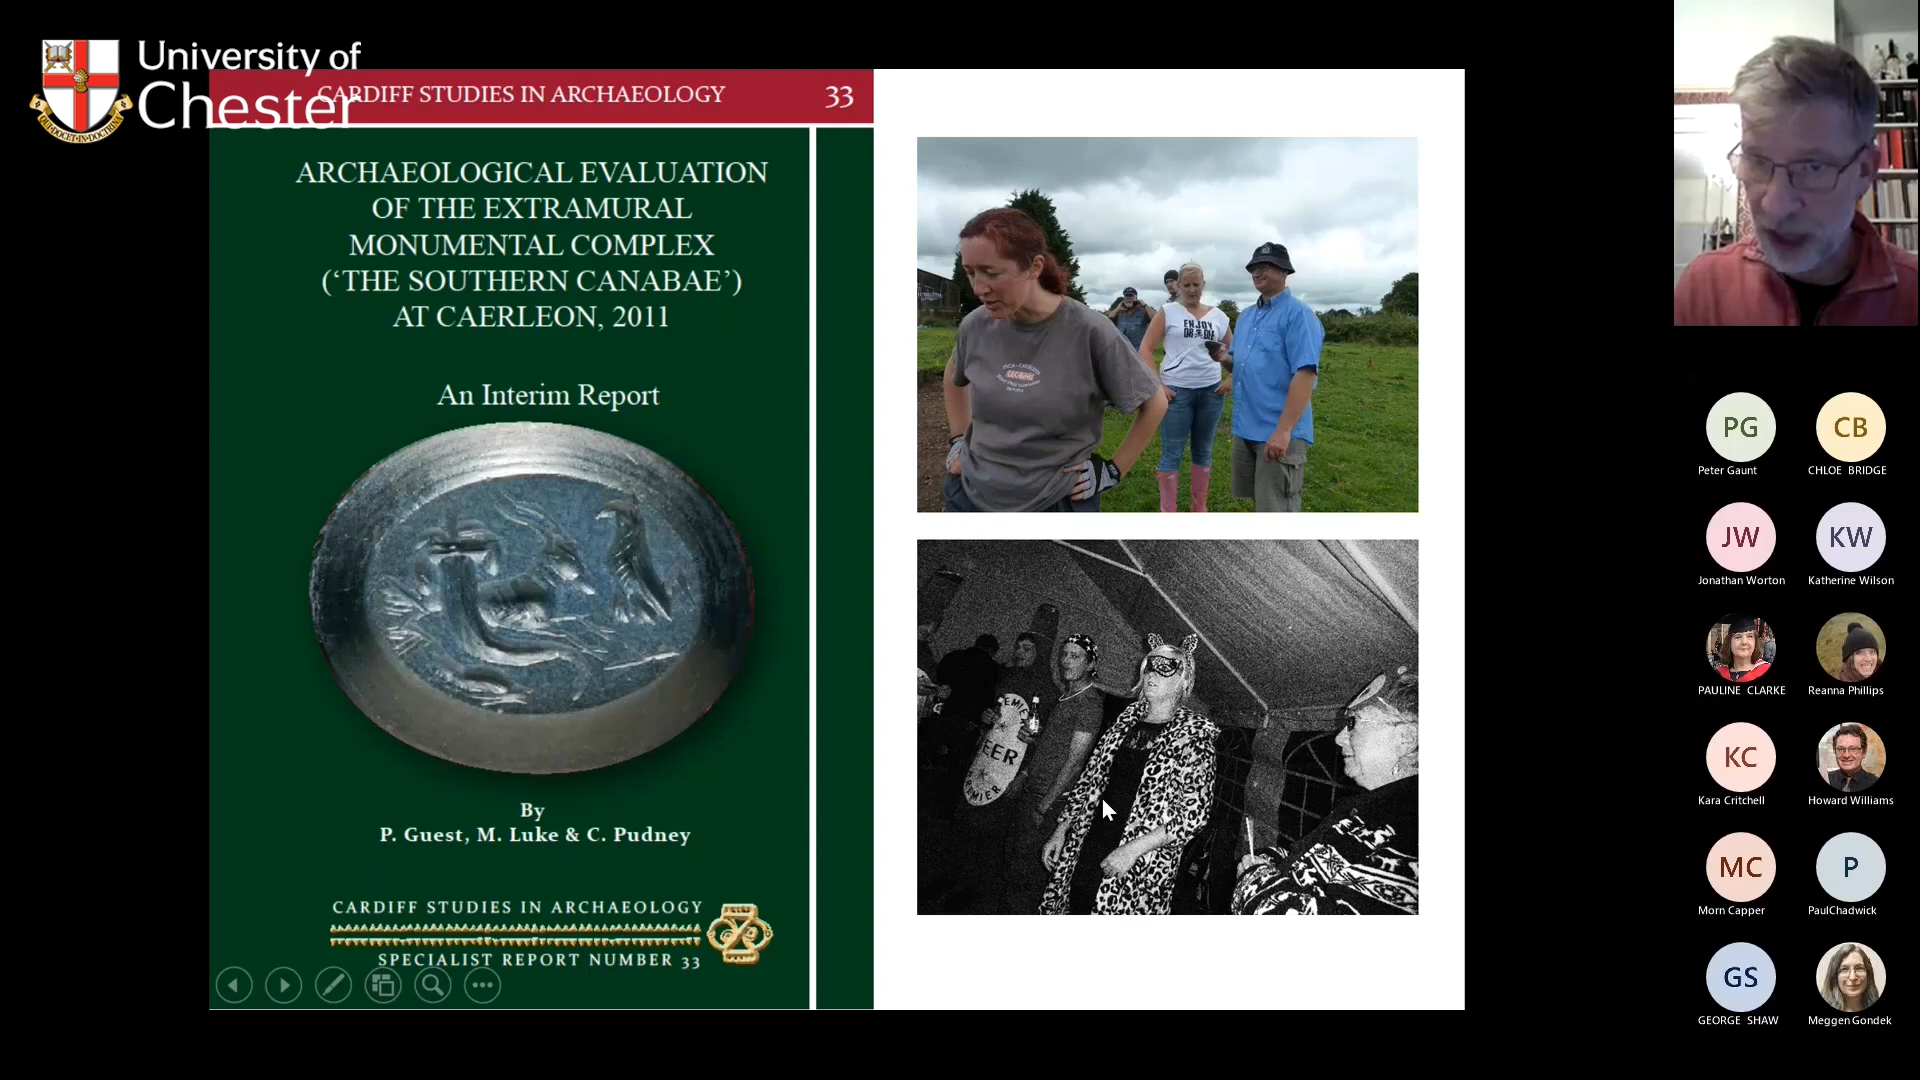 University of
Chester
CARDIFF STUDIES IN ARCHAEOLOGY 33
ARCHAEOLOGICAL EVALUATION
OF THE EXTRAMURAL
MONUMENTAL COMPLEX
(‘THE SOUTHERN CANABAE’)
AT CAERLEON, 2011
An Interim Report
By
P. Guest, M. Luke & C. Pudney
CARDIFF STUDIES IN ARCHAEOLOGY
SPECIALIST REPORT NUMBER 33
ENJOY
OR DIE
EER
PG CB
Peter Gaunt CHLOE BRIDGE
JW KW
Jonathan Worton Katherine Wilson
PAULINE CLARKE Reanna Phillips
KC
Kara Critchell Howard Williams
MC P
Morn Capper PaulChadwick
GS
GEORGE SHAW Meggen Gondek